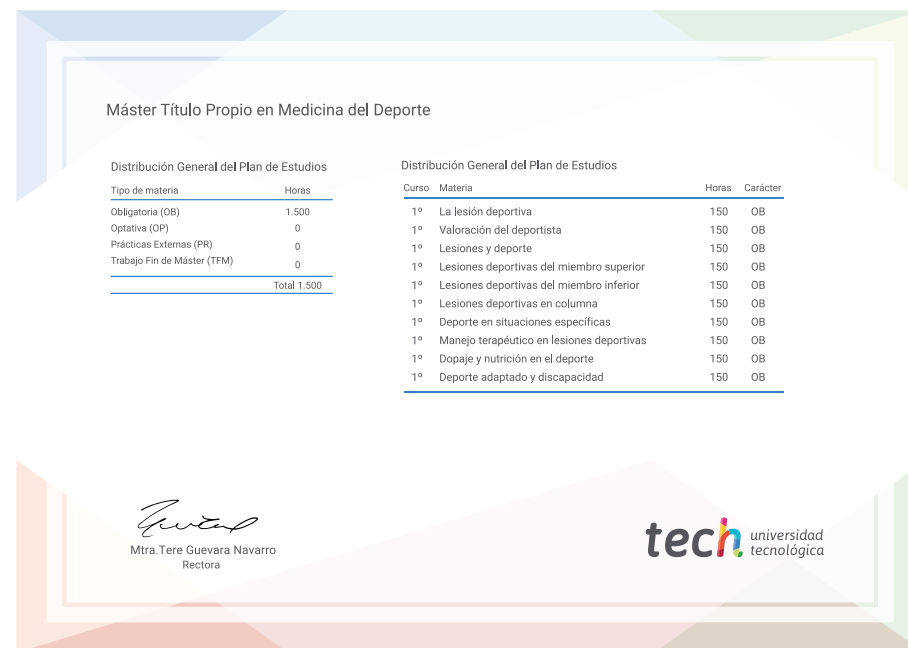 Máster Título Propio en Medicina del Deporte
Distribución General del Plan de Estudios
Tipo de materia Horas
Obligatoria (OB) 1.500
Optativa (OP) 0
Prácticas Externas (PR) 0
Trabajo Fin de Máster (TFM) 0
Total 1.500
Distribución General del Plan de Estudios
Curso Materia Horas Carácter
1º La lesión deportiva 150 OB
1º Valoración del deportista 150 OB
1º Lesiones y deporte 150 OB
1º Lesiones deportivas del miembro superior 150 OB
1º Lesiones deportivas del miembro inferior 150 OB
1º Lesiones deportivas en columna 150 OB
1º Deporte en situaciones específicas 150 OB
1º Manejo terapéutico en lesiones deportivas 150 OB
1º Dopaje y nutrición en el deporte 150 OB
1º Deporte adaptado y discapacidad 150 OB
Mtra.Tere Guevara Navarro
Rectora
tech universidad
tecnológica